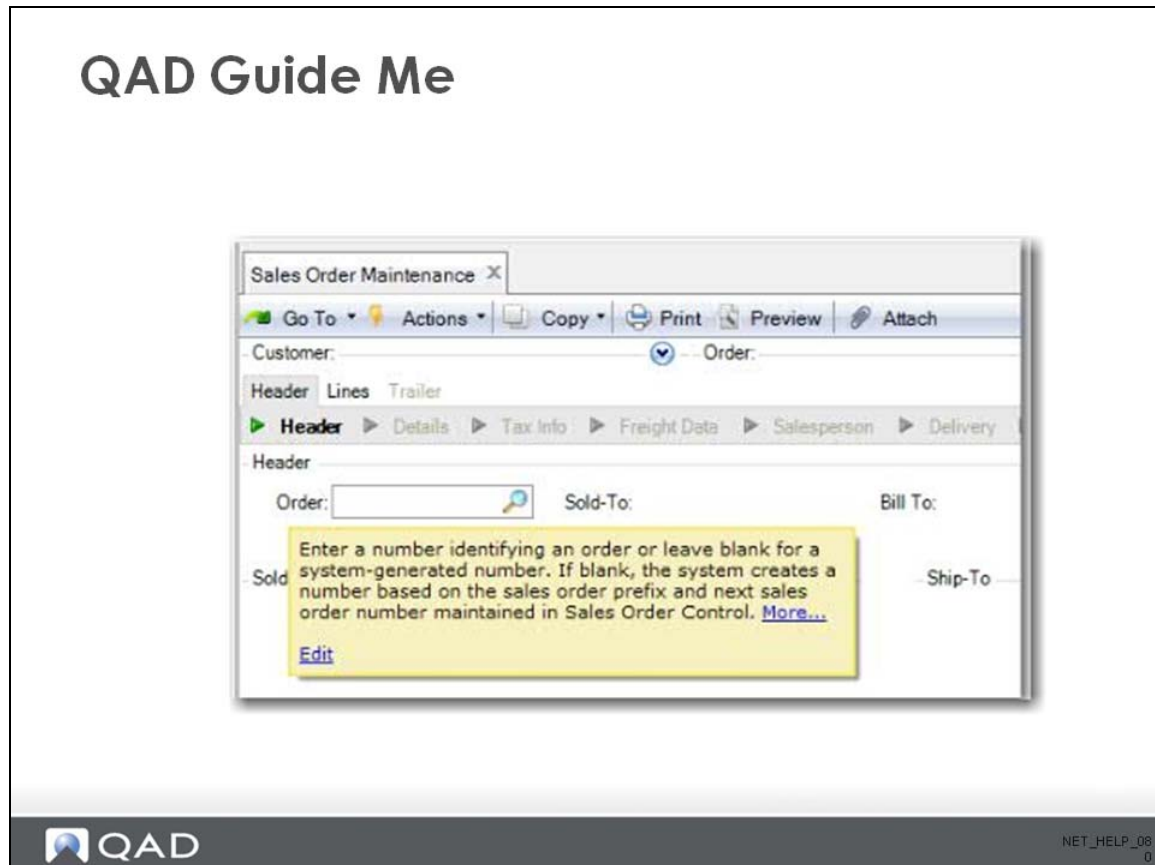 QAD Guide Me
Sales Order Maintenance X
Go To Actions Copy Print Preview Attach
Customer: Order:
Header Lines Trailer
Header Details Tax Info Freight Data Salesperson Delivery
Header
Order: Sold-To: Bill To:
Enter a number identifying an order or leave blank for a
Sold system-generated number. If blank, the system creates a Ship-To
number based on the sales order prefix and next sales
order number maintained in Sales Order Control. More...
Edit
QAD
NET_HELP_08
0